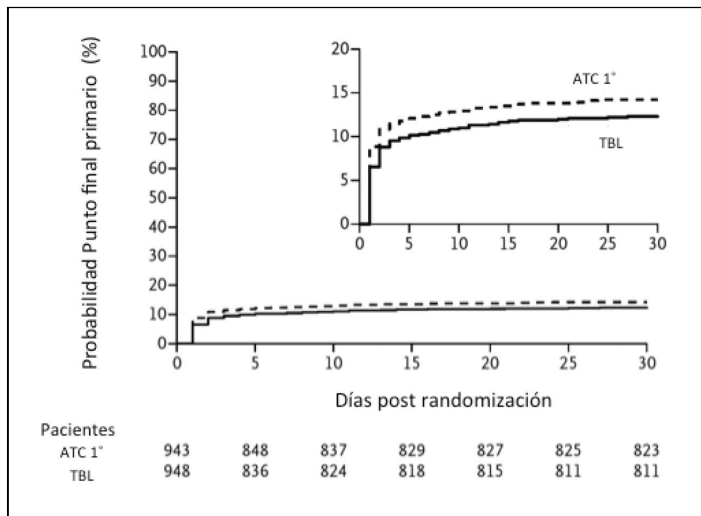 Probabilidad Punto final primario (%)
100
90
80
70
60
50
40
30
20
10
0
0 5 10 15 20 25 30
20
15
10
5
0
0 5 10 15 20 25 30
ATC 1°
TBL
Días post randomización
Pacientes
ATC 1° 943 848 837 829 827 825 823
TBL 948 836 824 818 815 811 811